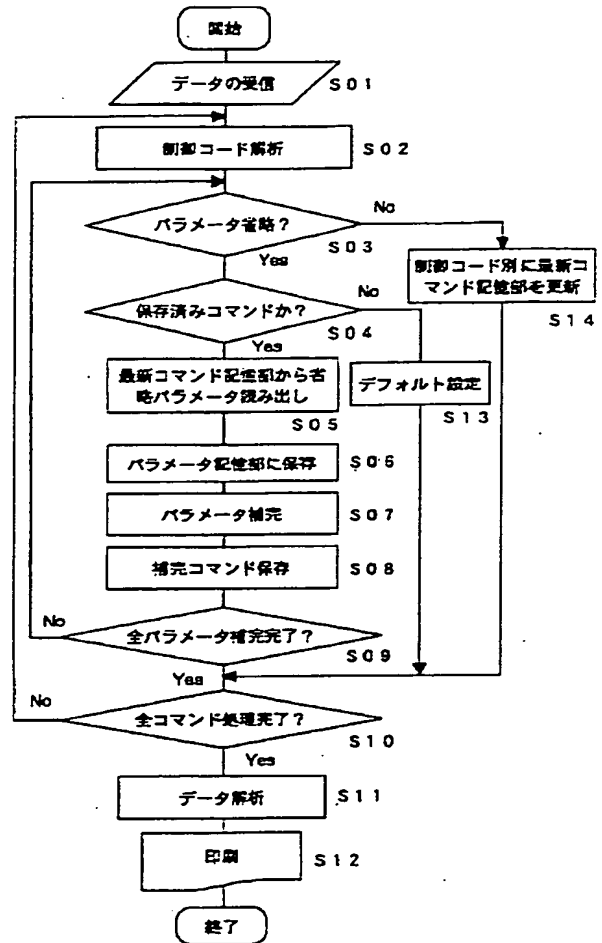 開始
データの受信
S01
制御コード解析
S02
パラメータ省略?
No
S03
Yes
制御コード別に最新コ
マンド記憶部を更新
S14
保存済みコマンドか?
No
S04
Yes
最新コマンド記憶部から省
略パラメータ読み出し
S05
デフォルト設定
S13
パラメータ記憶部に保存
S06
パラメータ補完
S07
補完コマンド保存
S08
No
全パラメータ補完完了?
S09
Yes
No
全コマンド処理完了?
S10
Yes
データ解析
S11
印刷
S12
終了